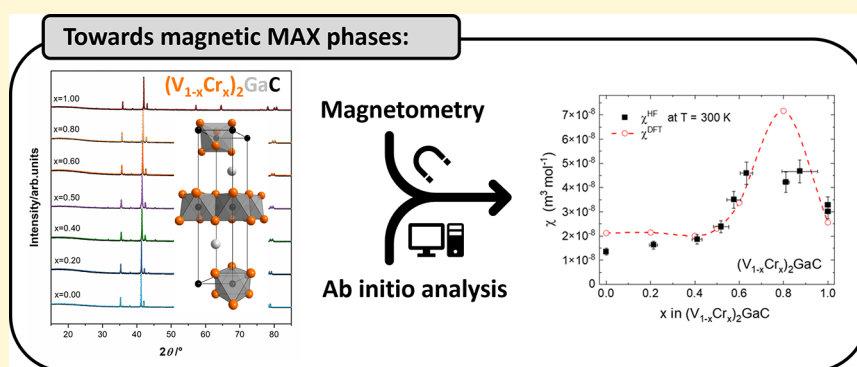 Towards magnetic MAX phases:
(V1-xCrx)2GaC
x=1.00
x=0.80
x=0.60
x=0.50
x=0.40
x=0.20
x=0.00
Intensity/arb.units
20 30 40 50 60 70 80
2θ/°
Magnetometry
Ab initio analysis
7×10-8
6×10-8
5×10-8
4×10-8
3×10-8
2×10-8
1×10-8
χ (m3 mol-1)
χHF at T = 300 K
χDFT
(V1-xCrx)2GaC
0.0 0.2 0.4 0.6 0.8 1.0
x in (V1-xCrx)2GaC